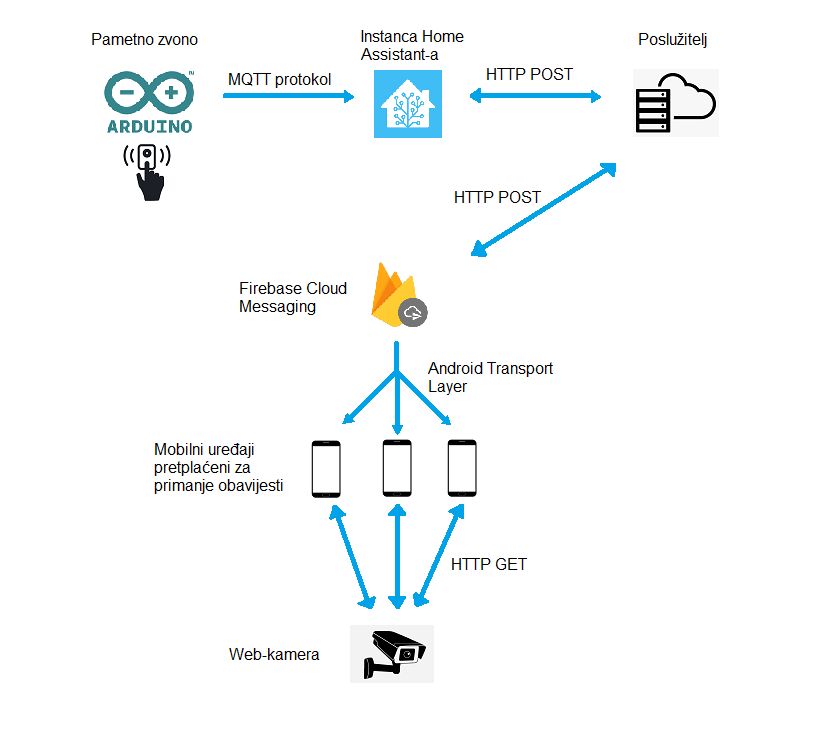 Pametno zvono
Instanca Home
Assistant-a
Poslužitelj
MQTT protokol
HTTP POST
ARDUINO
HTTP POST
Firebase Cloud
Messaging
Android Transport
Layer
Mobilni uređaji
pretplaćeni za
primanje obavijesti
HTTP GET
Web-kamera